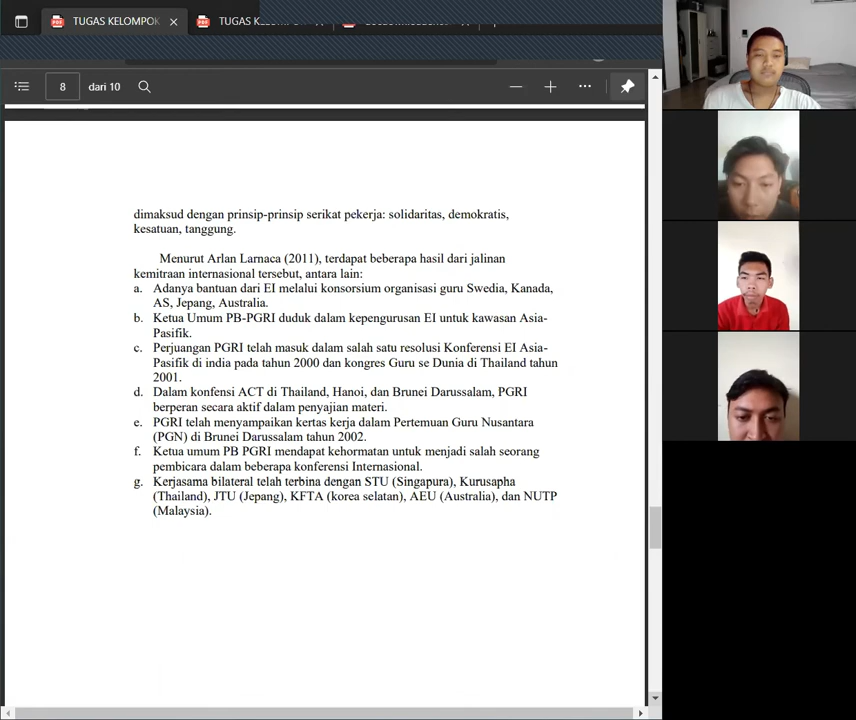 TUGAS KELOMPOK
TUGAS
8
dari 10
dimaksud dengan prinsip-prinsip serikat pekerja: solidaritas, demokratis,
kesatuan, tanggung.
Menurut Arlan Larnaca (2011), terdapat beberapa hasil dari jalinan
kemitraan internasional tersebut, antara lain:
a. Adanya bantuan dari EI melalui konsorsium organisasi guru Swedia, Kanada,
AS, Jepang, Australia.
b. Ketua Umum PB-PGRI duduk dalam kepengurusan EI untuk kawasan Asia-
Pasifik.
c. Perjuangan PGRI telah masuk dalam salah satu resolusi Konferensi EI Asia-
Pasifik di india pada tahun 2000 dan kongres Guru se Dunia di Thailand tahun
2001.
d. Dalam konfensi ACT di Thailand, Hanoi, dan Brunei Darussalam, PGRI
berperan secara aktif dalam penyajian materi.
e. PGRI telah menyampaikan kertas kerja dalam Pertemuan Guru Nusantara
(PGN) di Brunei Darussalam tahun 2002.
f. Ketua umum PB PGRI mendapat kehormatan untuk menjadi salah seorang
pembicara dalam beberapa konferensi Internasional.
g. Kerjasama bilateral telah terbina dengan STU (Singapura), Kurusapha
(Thailand), JTU (Jepang), KFTA (korea selatan), AEU (Australia), dan NUTP
(Malaysia).